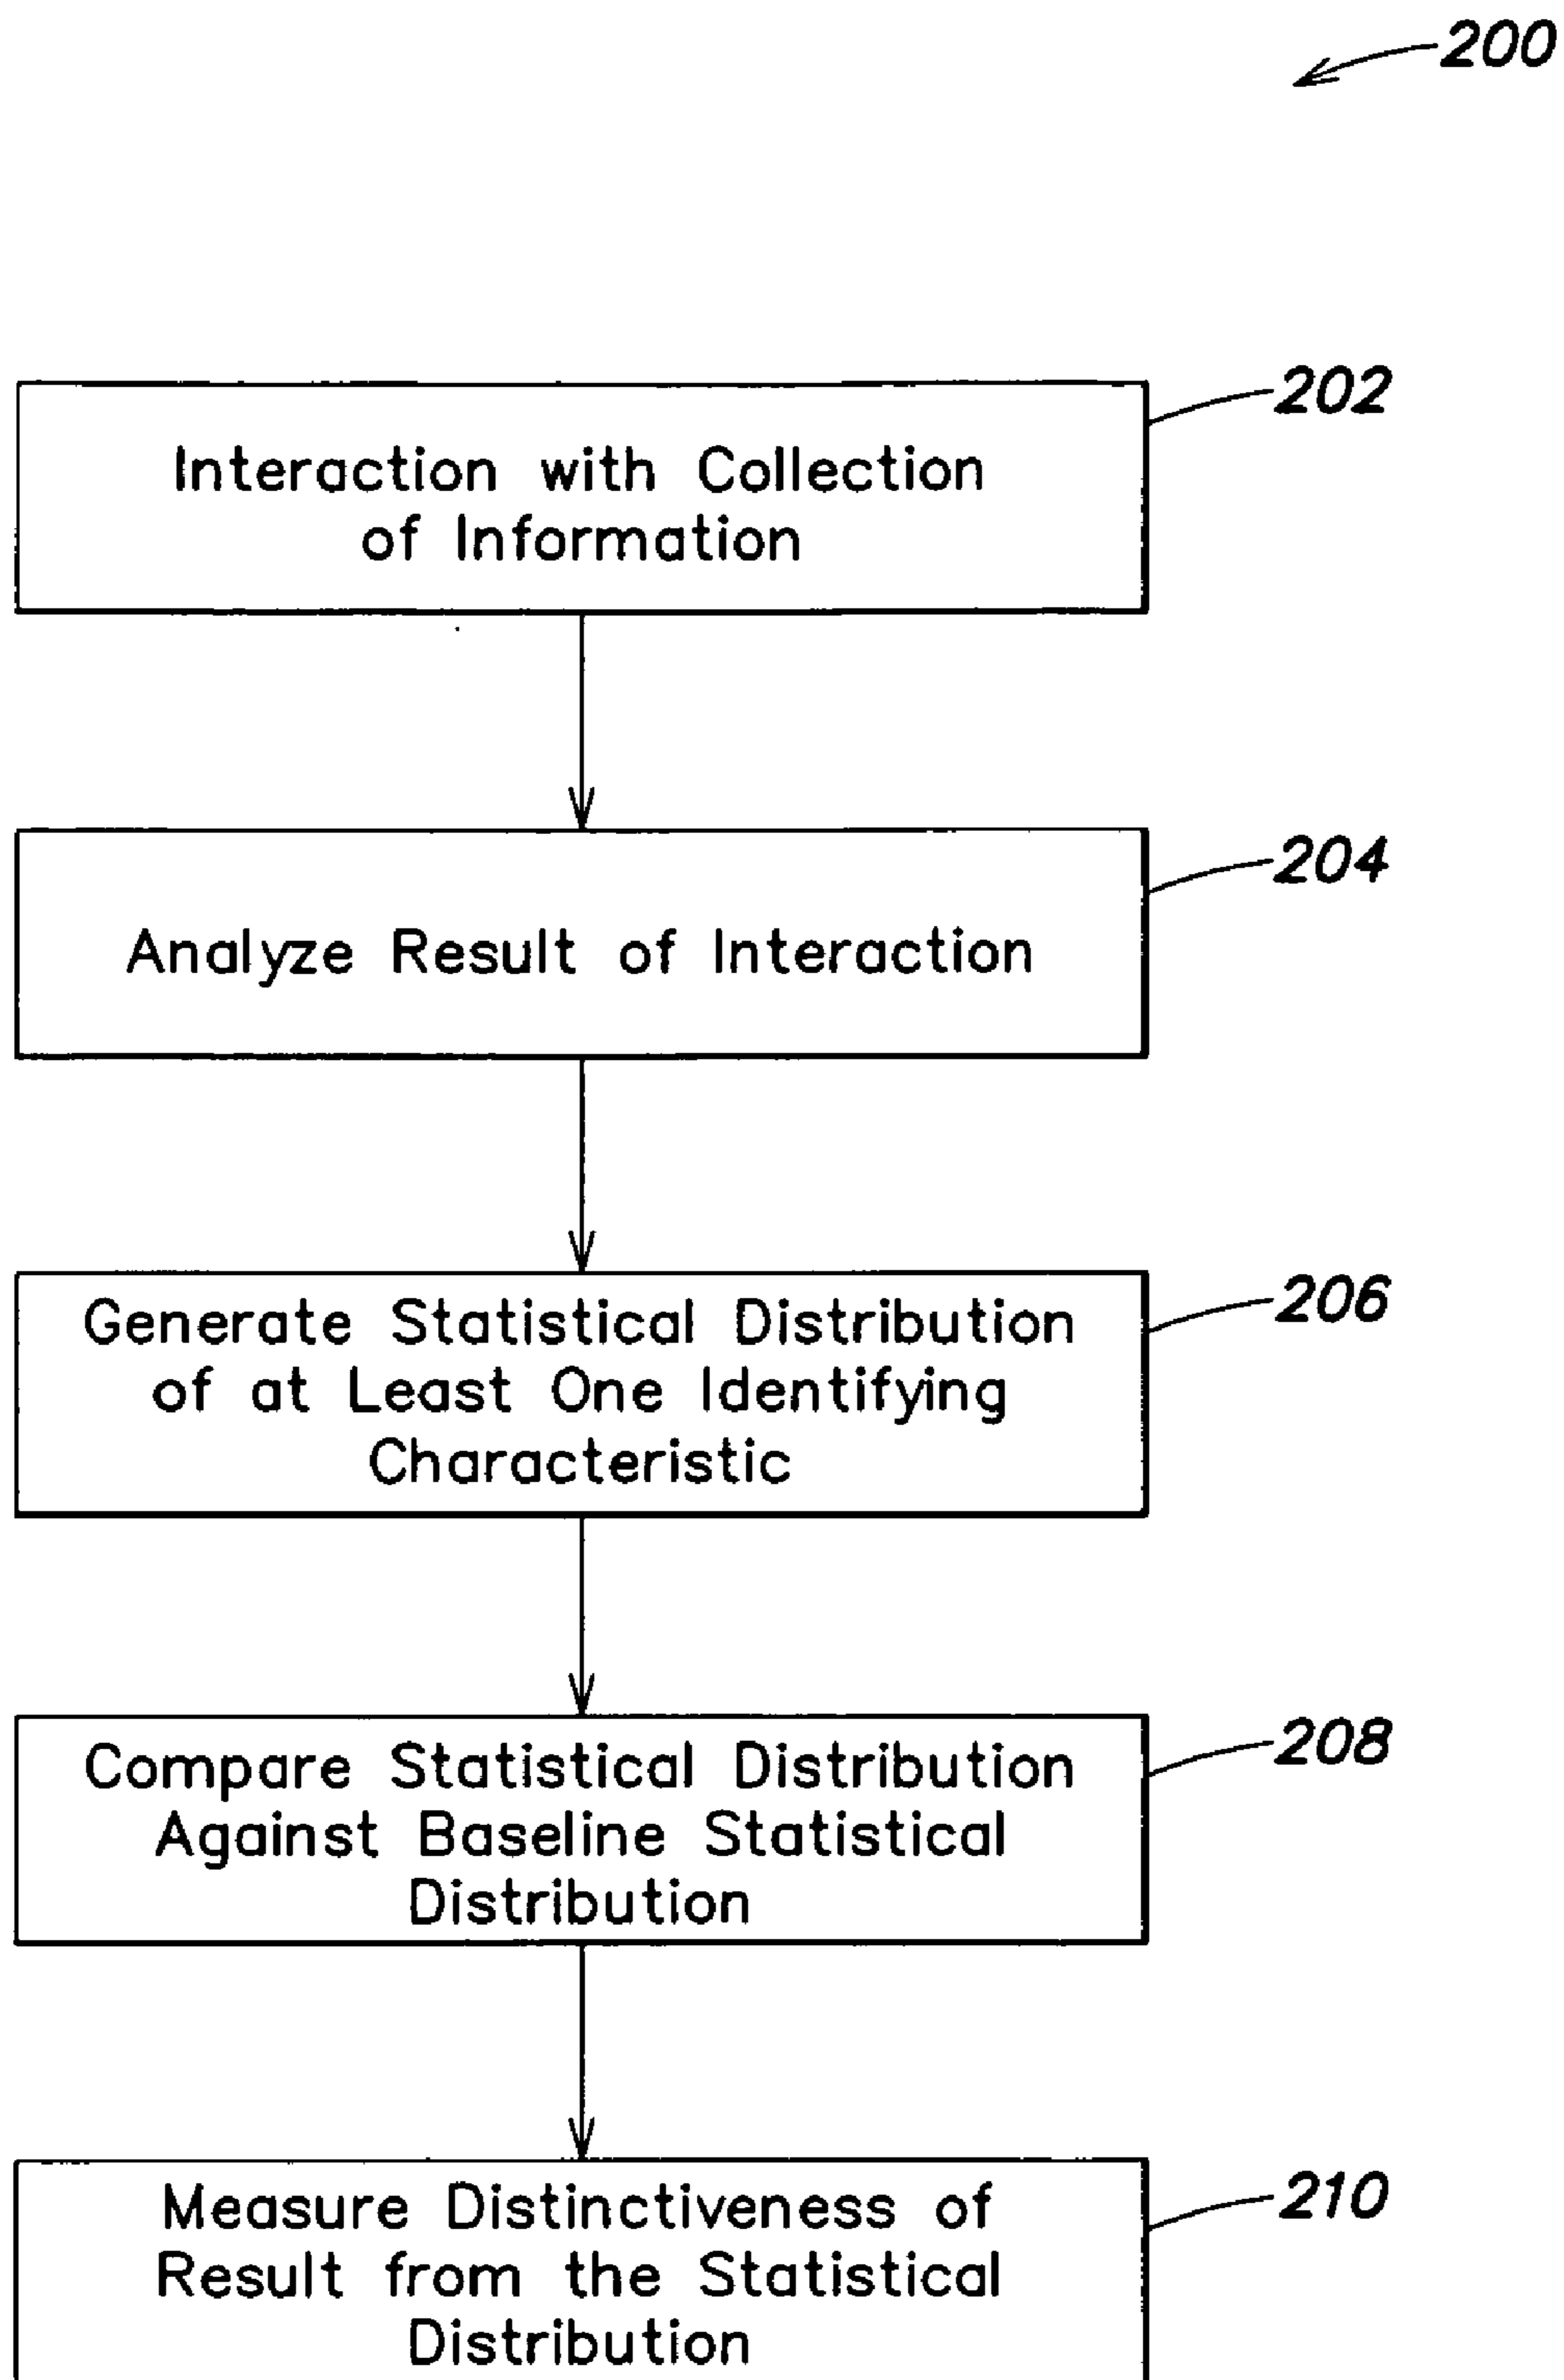 200
202
Interaction with Collection
of Information
204
Analyze Result of Interaction
206
Generate Statistical Distribution
of at Least One Identifying
Characteristic
208
Compare Statistical Distribution
Against Baseline Statistical
Distribution
210
Measure Distinctiveness of
Result from the Statistical
Distribution